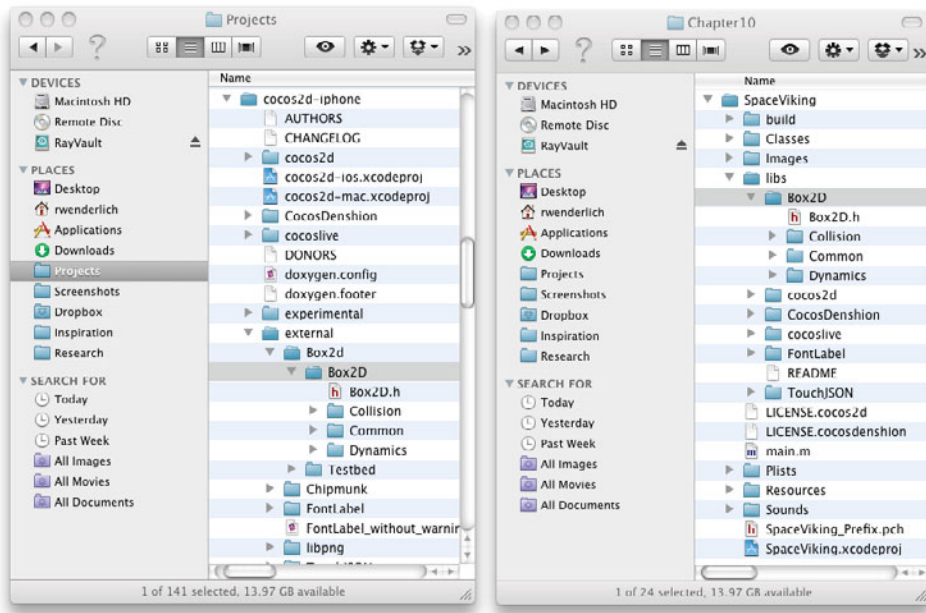 Projects
Name
DEVICES
Macintosh HD
Remote Disc
RayVault
PLACES
Desktop
rwenderlich
Applications
Downloads
Projects
Screenshots
Dropbox
Inspiration
Research
SEARCH FOR
Today
Yesterday
Past Week
All Images
All Movies
All Documents
cocos2d-iphone
AUTHORS
CHANGELOG
cocos2d
cocos2d-ios.xcodeproj
cocos2d-mac.xcodeproj
CocosDenshion
cocoslive
DONORS
doxygen.config
doxygen.footer
experimental
external
Box2d
Box2D
Box2D.h
Collision
Common
Dynamics
Testbed
Chipmunk
FontLabel
FontLabel_without_warnin
libpng
1 of 141 selected, 13.97 GB available
Chapter10
Name
DEVICES
Macintosh HD
Remote Disc
RayVault
PLACES
Desktop
rwenderlich
Applications
Downloads
Projects
Screenshots
Dropbox
Inspiration
Research
SEARCH FOR
Today
Yesterday
Past Week
All Images
All Movies
All Documents
SpaceViking
build
Classes
Images
libs
Box2D
Box2D.h
Collision
Common
Dynamics
cocos2d
CocosDenshion
cocoslive
FontLabel
README
TouchJSON
LICENSE.cocos2d
LICENSE.cocosdenshion
main.m
Plists
Resources
Sounds
SpaceViking_Prefix.pch
SpaceViking.xcodeproj
1 of 24 selected, 13.97 GB available